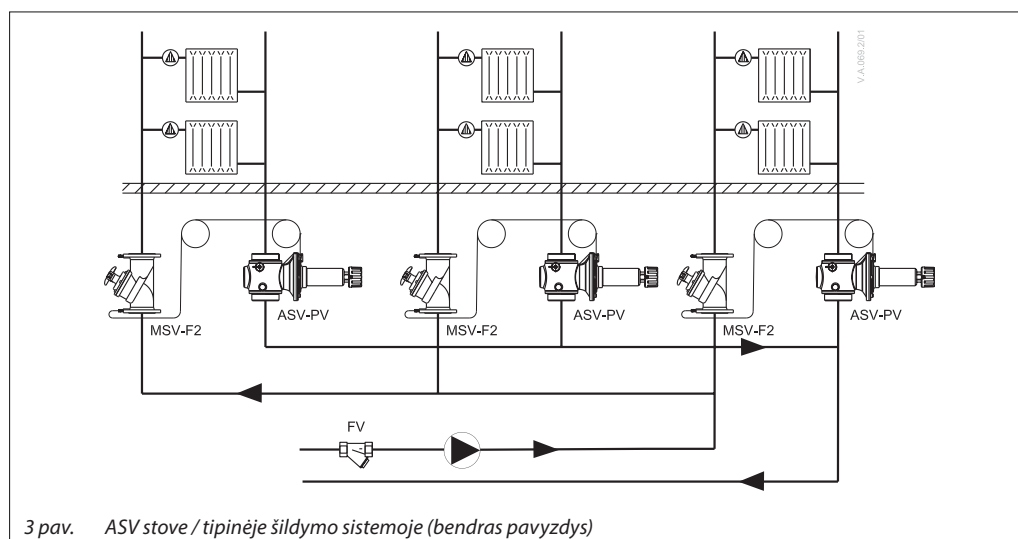 V.A.069.2/01
MSV-F2
ASV-PV
MSV-F2
ASV-PV
MSV-F2
ASV-PV
FV
3 pav. ASV stove / tipinėje šildymo sistemoje (bendras pavyzdys)